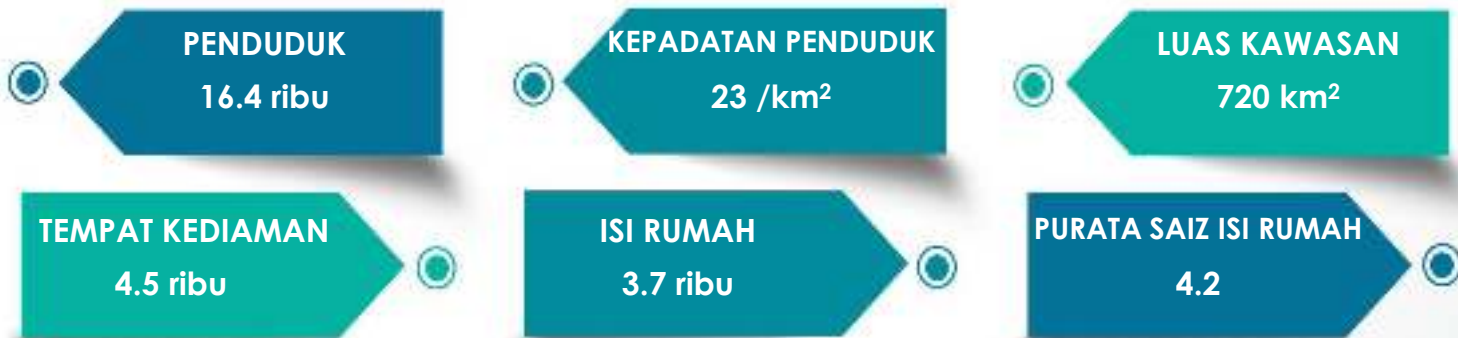 PENDUDUK
16.4 ribu
KEPADATAN PENDUDUK
23 /km²
LUAS KAWASAN
720 km²
TEMPAT KEDIAMAN
4.5 ribu
ISI RUMAH
3.7 ribu
PURATA SAIZ ISI RUMAH
4.2